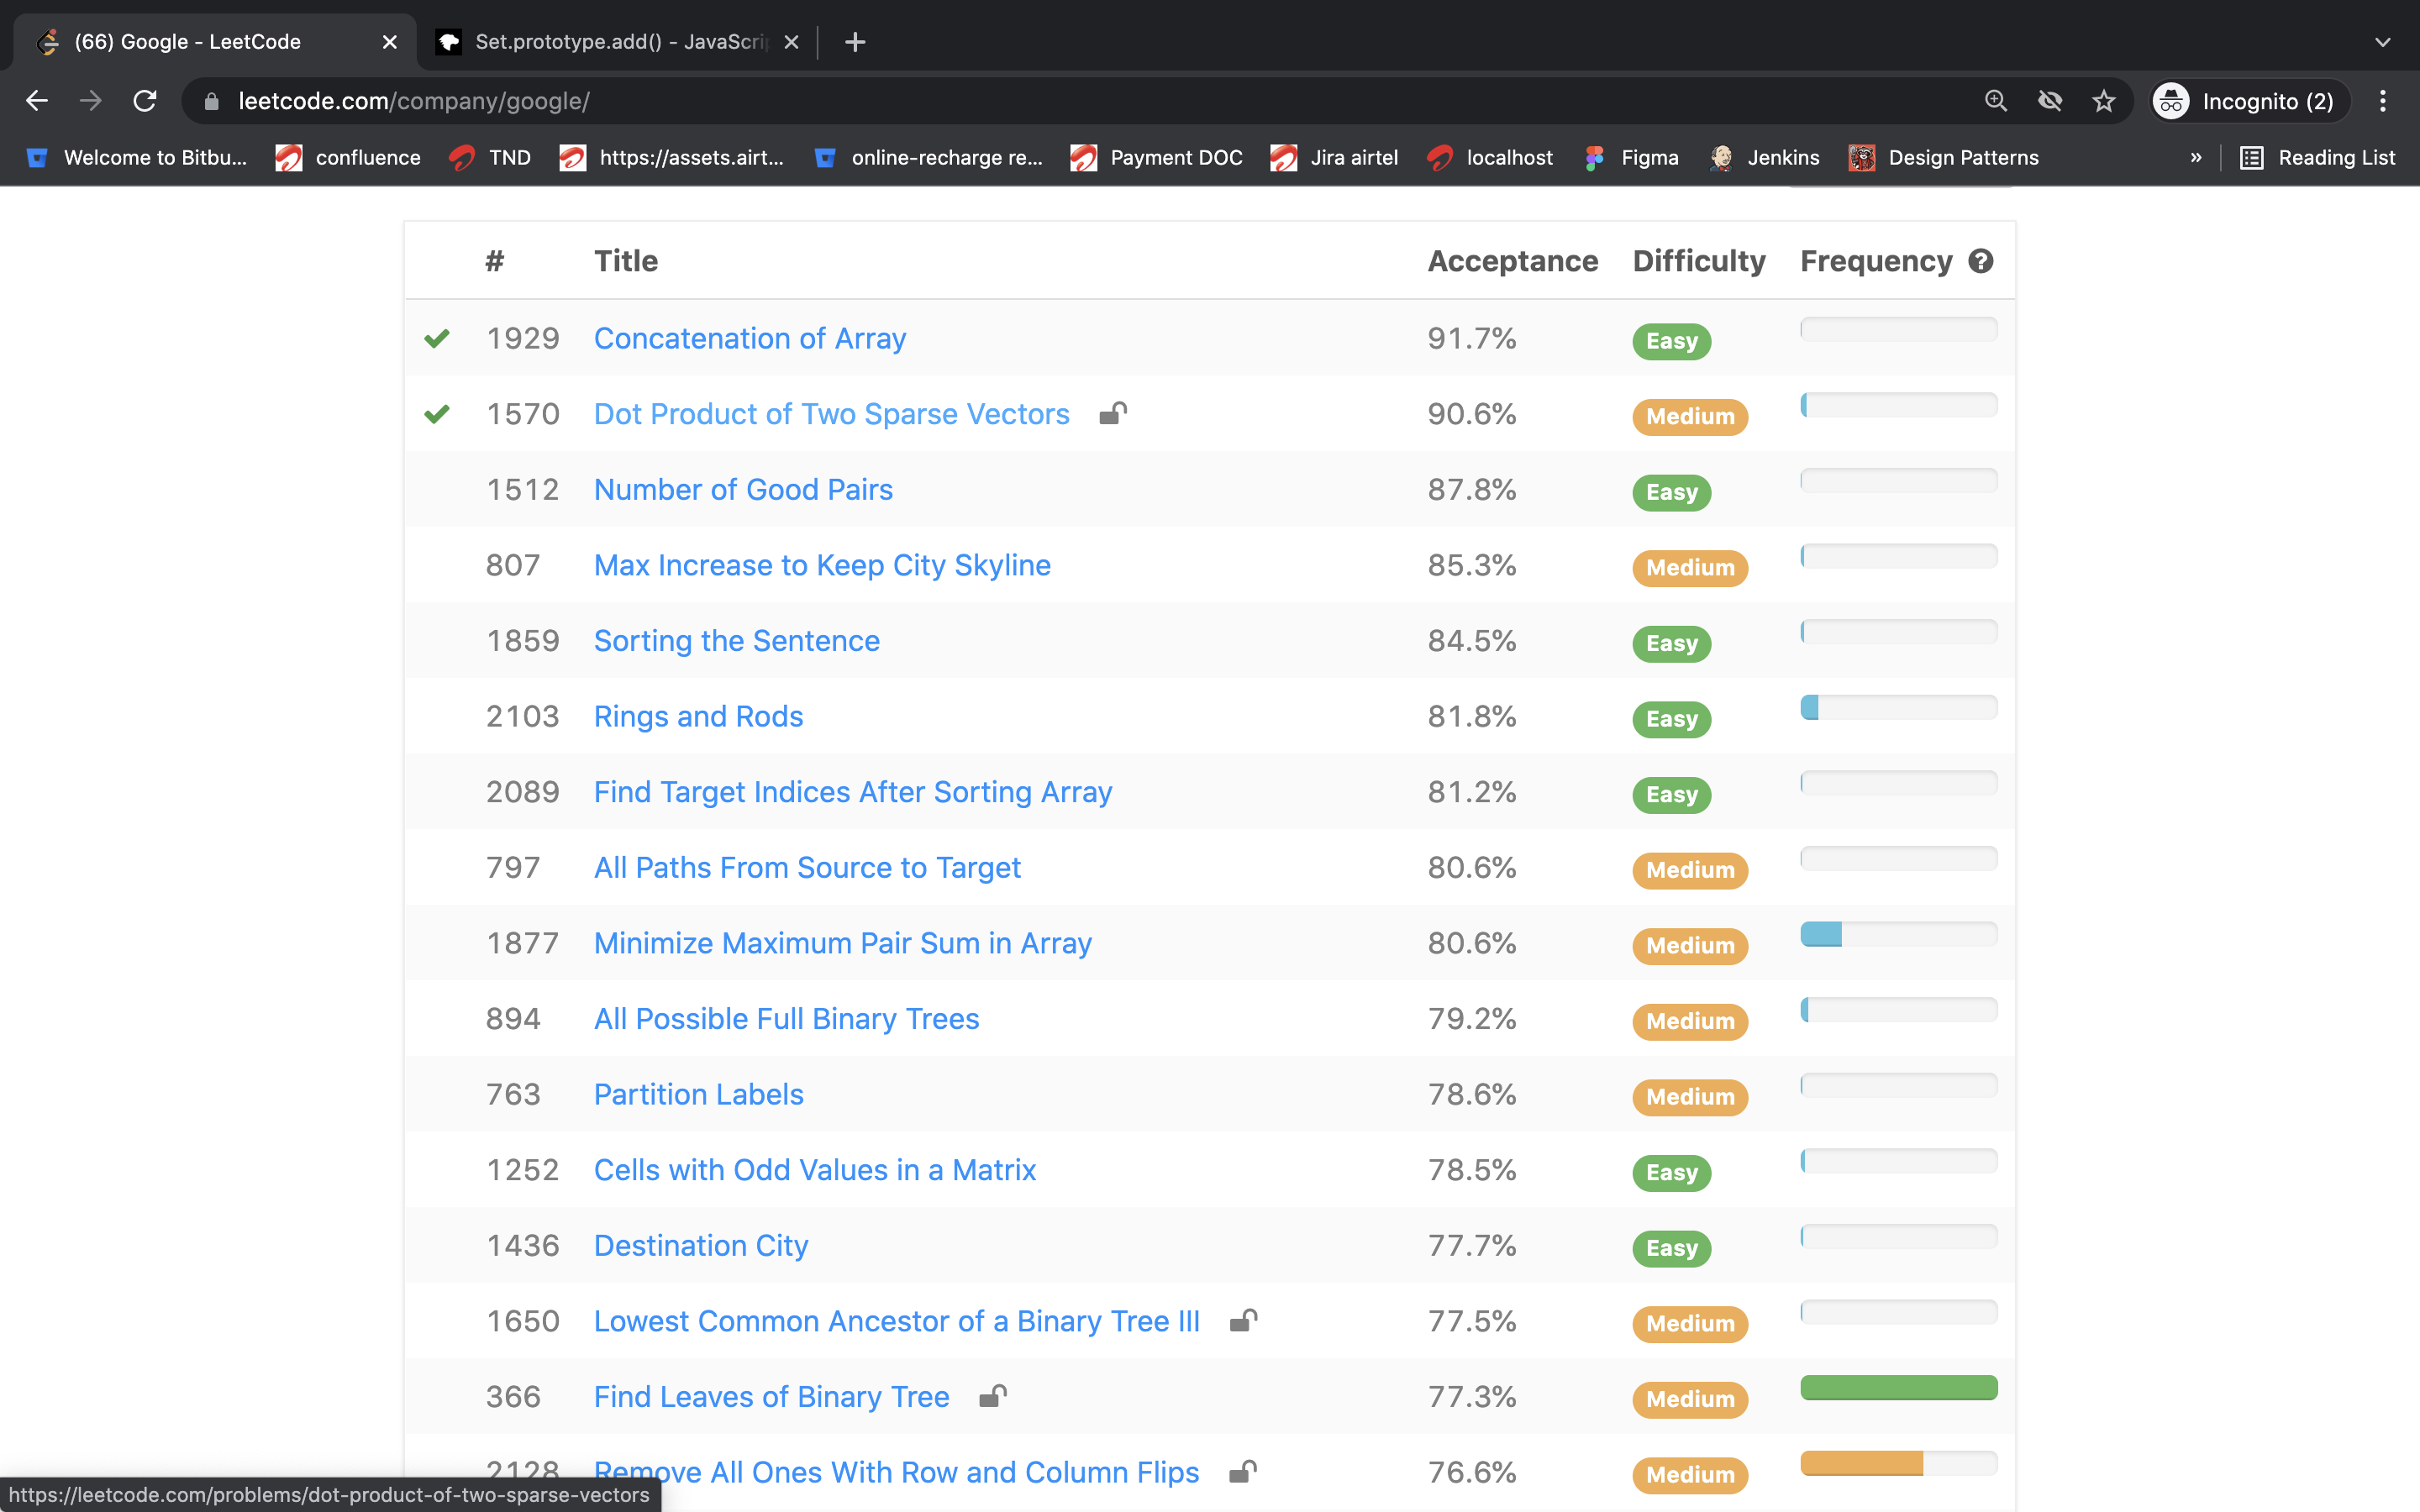 (66) Google - LeetCode
Set.prototype.add() - JavaScri
leetcode.com/company/google/
Incognito (2)
Welcome to Bitbu...
confluence
TND
https://assets.airt...
online-recharge re...
Payment DOC
Jira airtel
localhost
Figma
Jenkins
Design Patterns
»
Reading List
# Title Acceptance Difficulty Frequency ?
1929 Concatenation of Array 91.7% Easy
1570 Dot Product of Two Sparse Vectors 90.6% Medium
1512 Number of Good Pairs 87.8% Easy
807 Max Increase to Keep City Skyline 85.3% Medium
1859 Sorting the Sentence 84.5% Easy
2103 Rings and Rods 81.8% Easy
2089 Find Target Indices After Sorting Array 81.2% Easy
797 All Paths From Source to Target 80.6% Medium
1877 Minimize Maximum Pair Sum in Array 80.6% Medium
894 All Possible Full Binary Trees 79.2% Medium
763 Partition Labels 78.6% Medium
1252 Cells with Odd Values in a Matrix 78.5% Easy
1436 Destination City 77.7% Easy
1650 Lowest Common Ancestor of a Binary Tree III 77.5% Medium
366 Find Leaves of Binary Tree 77.3% Medium
2128 Remove All Ones With Row and Column Flips 76.6% Medium
https://leetcode.com/problems/dot-product-of-two-sparse-vectors